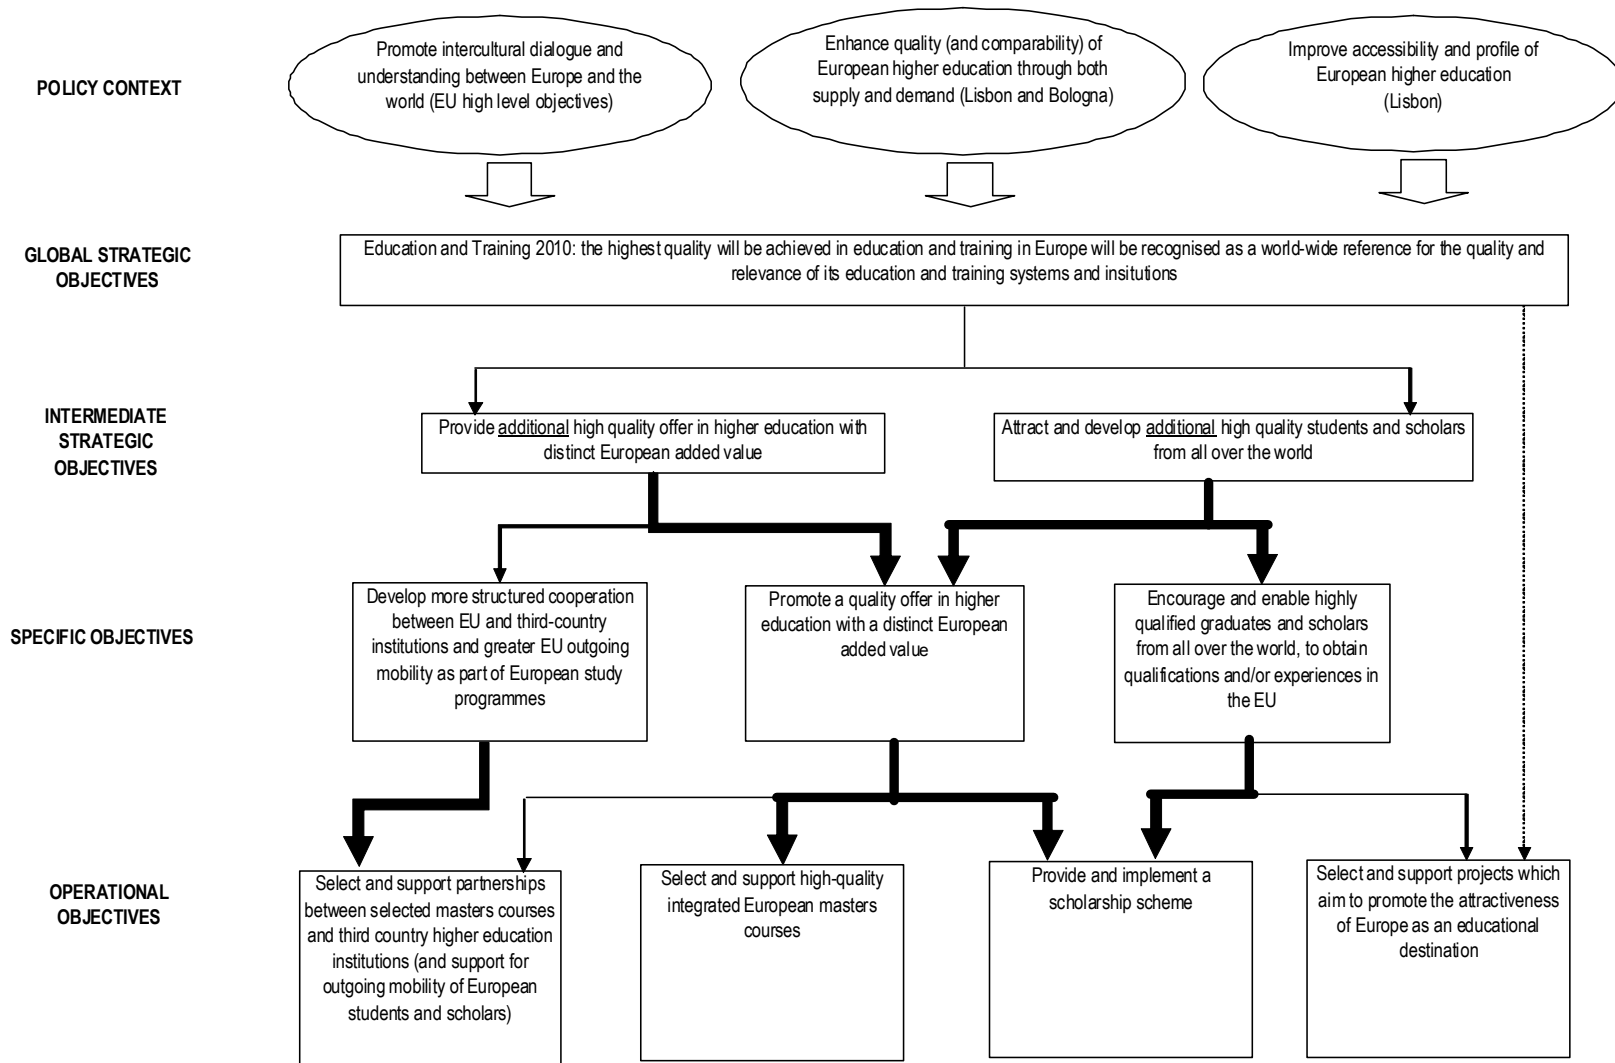 POLICY CONTEXT
Promote intercultural dialogue and
understanding between Europe and the
world (EU high level objectives)
Enhance quality (and comparability) of
European higher education through both
supply and demand (Lisbon and Bologna)
Improve accessibility and profile of
European higher education
(Lisbon)
GLOBAL STRATEGIC
OBJECTIVES
Education and Training 2010: the highest quality will be achieved in education and training in Europe will be recognised as a world-wide reference for the quality and
relevance of its education and training systems and insitutions
INTERMEDIATE
STRATEGIC
OBJECTIVES
Provide additional high quality offer in higher education with
distinct European added value
Attract and develop additional high quality students and scholars
from all over the world
SPECIFIC OBJECTIVES
Develop more structured cooperation
between EU and third-country
institutions and greater EU outgoing
mobility as part of European study
programmes
Promote a quality offer in higher
education with a distinct European
added value
Encourage and enable highly
qualified graduates and scholars
from all over the world, to obtain
qualifications and/or experiences in
the EU
OPERATIONAL
OBJECTIVES
Select and support partnerships
between selected masters courses
and third country higher education
institutions (and support for
outgoing mobility of European
students and scholars)
Select and support high-quality
integrated European masters
courses
Provide and implement a
scholarship scheme
Select and support projects which
aim to promote the attractiveness
of Europe as an educational
destination